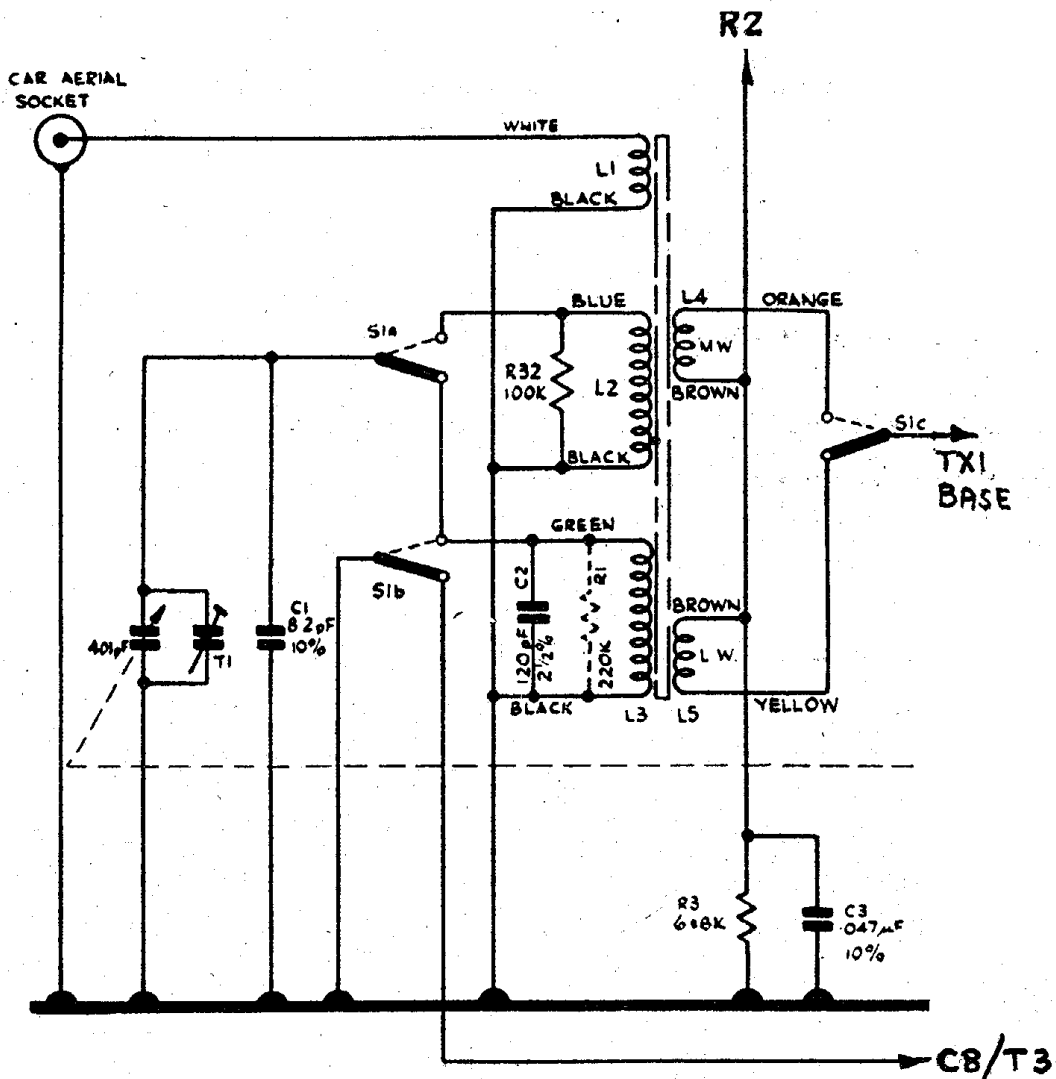 R2
CAR AERIAL
SOCKET
WHITE
L1
BLACK
BLUE
L4
ORANGE
S1a
MW
R32
100K
L2
BROWN
S1c
TX1
BASE
BLACK
GREEN
S1b
C2
R1
BROWN
401pF
T1
C1
82pF
10%
120pF
2½%
220K
LW
BLACK
L3
L5
YELLOW
R3
6·8K
C3
·047µF
10%
C8/T3